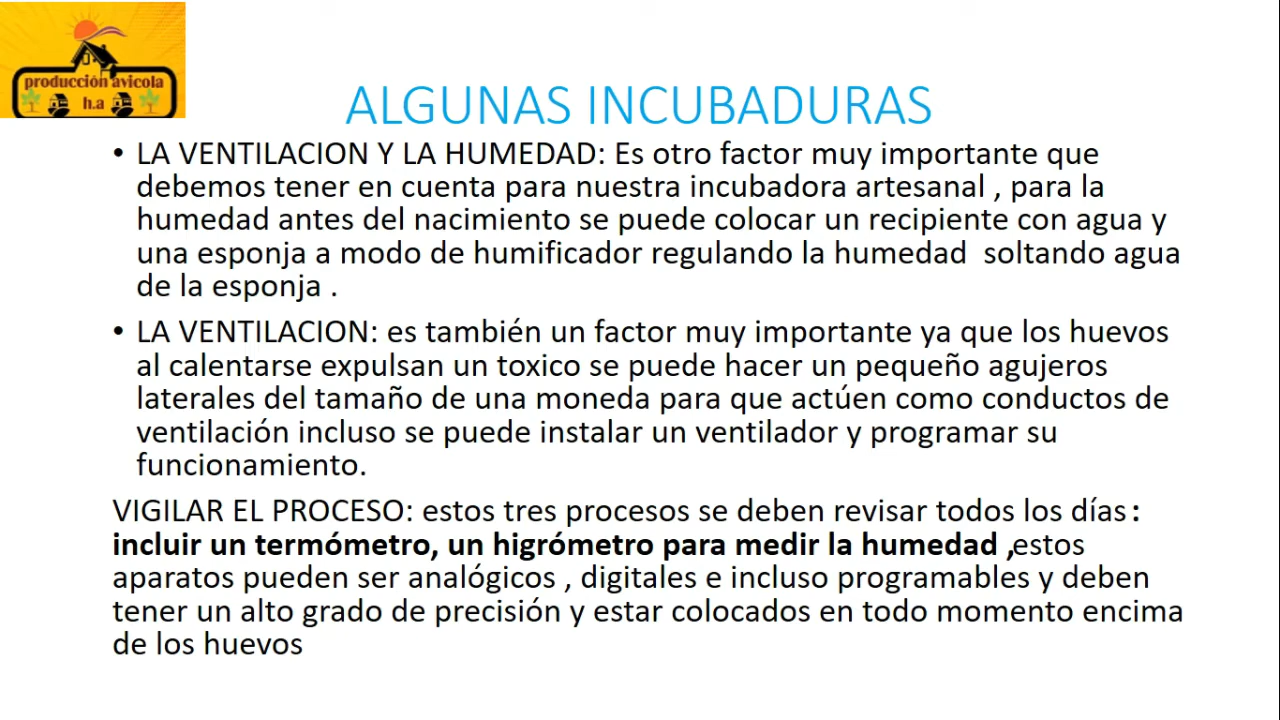 producción avicola
h.a
ALGUNAS INCUBADURAS
• LA VENTILACION Y LA HUMEDAD: Es otro factor muy importante que
debemos tener en cuenta para nuestra incubadora artesanal , para la
humedad antes del nacimiento se puede colocar un recipiente con agua y
una esponja a modo de humificador regulando la humedad  soltando agua
de la esponja .
• LA VENTILACION: es también un factor muy importante ya que los huevos
al calentarse expulsan un toxico se puede hacer un pequeño agujeros
laterales del tamaño de una moneda para que actúen como conductos de
ventilación incluso se puede instalar un ventilador y programar su
funcionamiento.
VIGILAR EL PROCESO: estos tres procesos se deben revisar todos los días:
incluir un termómetro, un higrómetro para medir la humedad ,estos
aparatos pueden ser analógicos , digitales e incluso programables y deben
tener un alto grado de precisión y estar colocados en todo momento encima
de los huevos